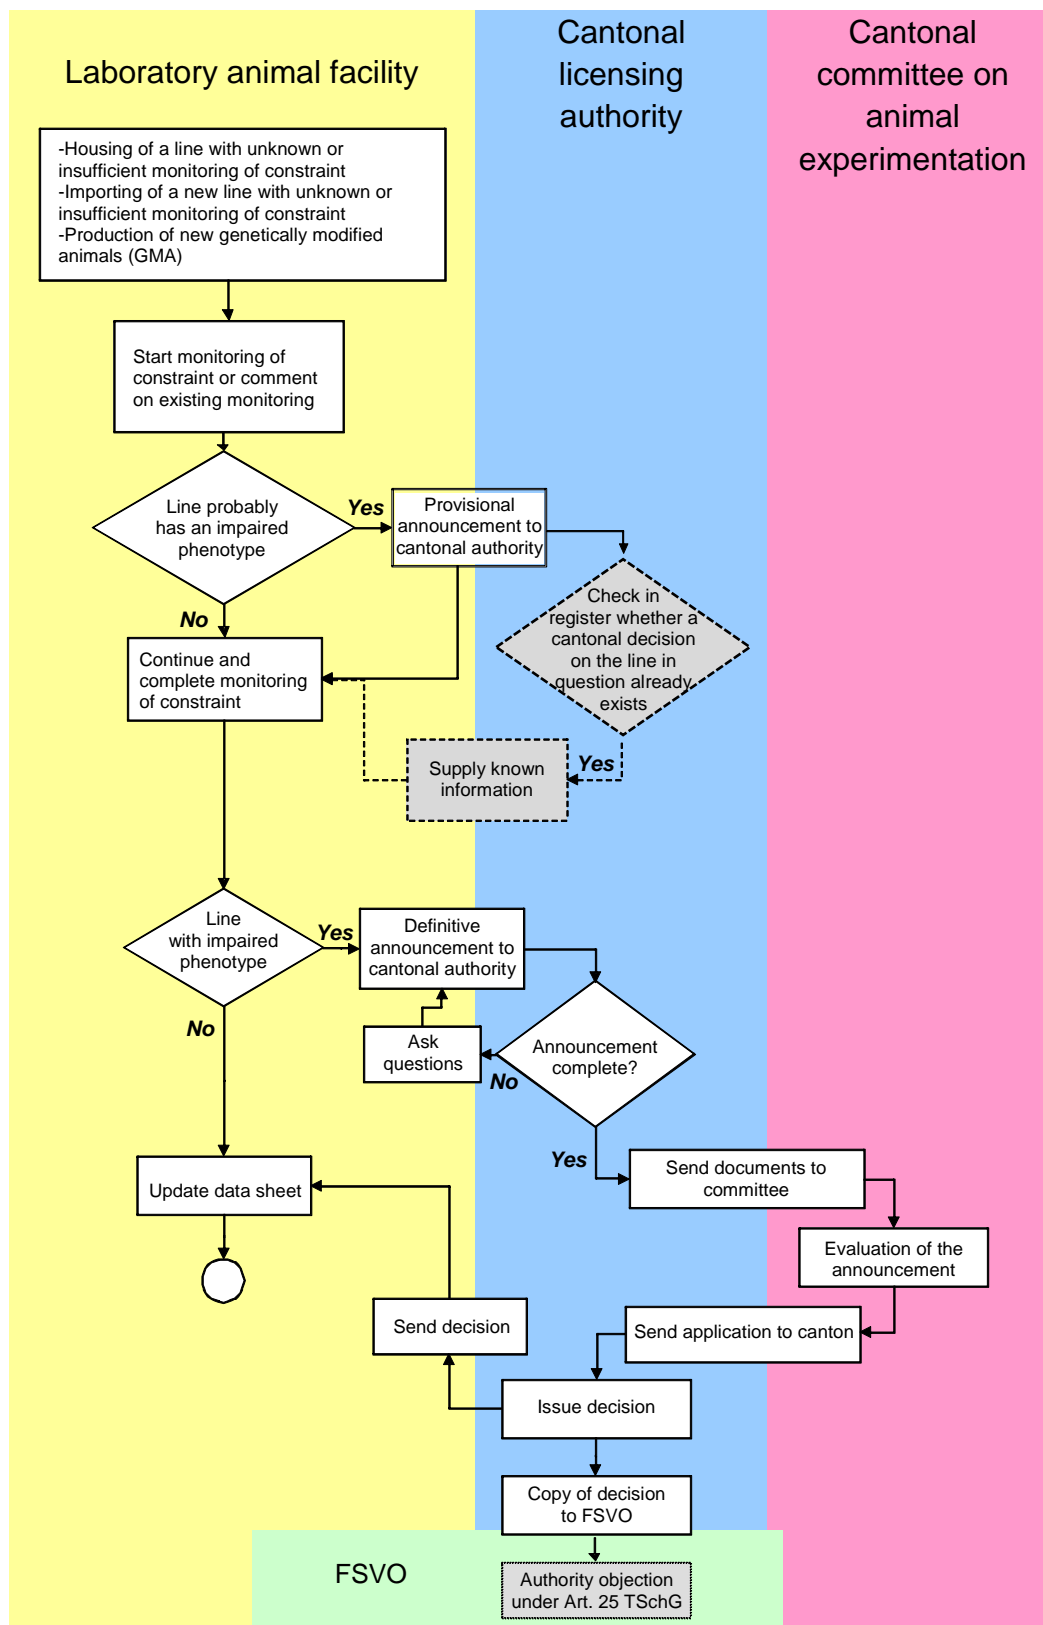 Laboratory animal facility
Cantonal
licensing
authority
Cantonal
committee on
animal
experimentation
-Housing of a line with unknown or
insufficient monitoring of constraint
-Importing of a new line with unknown or
insufficient monitoring of constraint
-Production of new genetically modified
animals (GMA)
Start monitoring of
constraint or comment
on existing monitoring
Line probably
has an impaired
phenotype
Yes
Provisional
announcement to
cantonal authority
Check in
register whether a
cantonal decision
on the line in
question already
exists
No
Continue and
complete monitoring
of constraint
Yes
Supply known
information
Line
with impaired
phenotype
Yes
Definitive
announcement to
cantonal authority
No
Ask
questions
No
Announcement
complete?
Yes
Send documents to
committee
Update data sheet
Evaluation of the
announcement
Send decision
Send application to canton
Issue decision
Copy of decision
to FSVO
FSVO
Authority objection
under Art. 25 TSchG